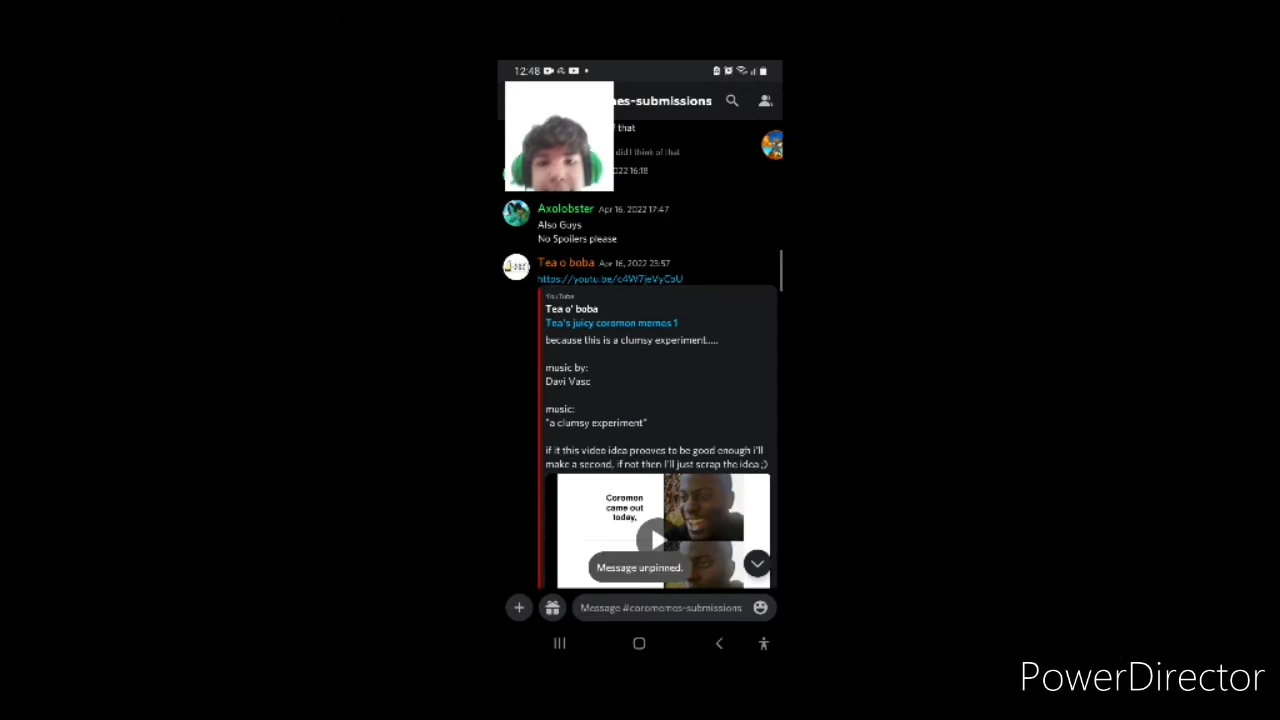 12:48
mes-submissions
f that
did I think of that
022 16:18
Axolobster Apr 16, 2022 17:47
Also Guys
No Spoilers please
Tea o boba Apr 16, 2022 23:57
https://youtu.be/c4W7jeVyCbU
YouTube
Tea o' boba
Tea's juicy coromon memes 1
because this is a clumsy experiment.....
music by:
Davi Vasc
music:
"a clumsy experiment"
if it this video idea prooves to be good enough i'll
make a second, if not then I'll just scrap the idea ;)
Coromon
came out
today,
Message unpinned.
Message #coromemes-submissions
PowerDirector